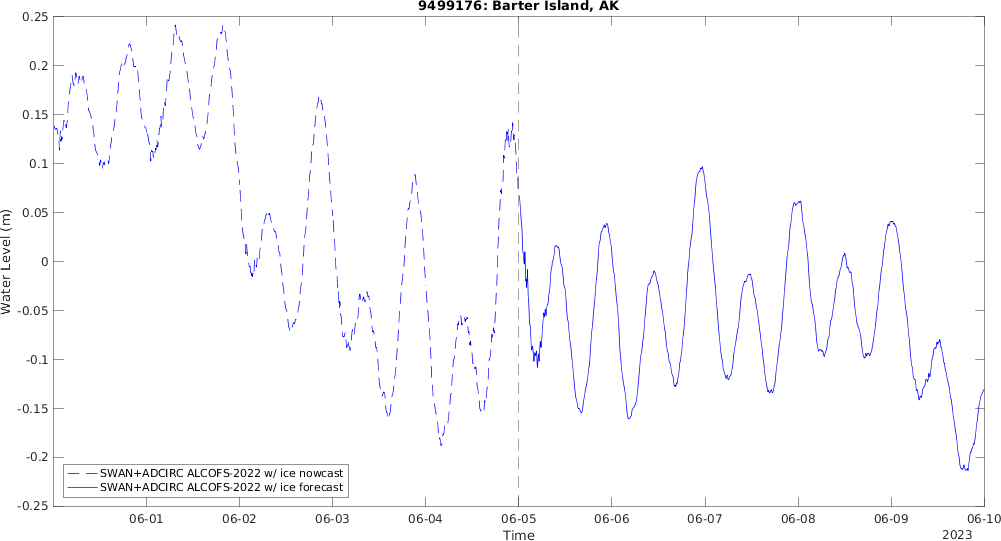 9499176: Barter Island, AK
Water Level (m)
0.25
0.2
0.15
0.1
0.05
0
-0.05
-0.1
-0.15
-0.2
-0.25
SWAN+ADCIRC ALCOFS-2022 w/ ice nowcast
SWAN+ADCIRC ALCOFS-2022 w/ ice forecast
06-01 06-02 06-03 06-04 06-05 06-06 06-07 06-08 06-09 06-10
Time
2023